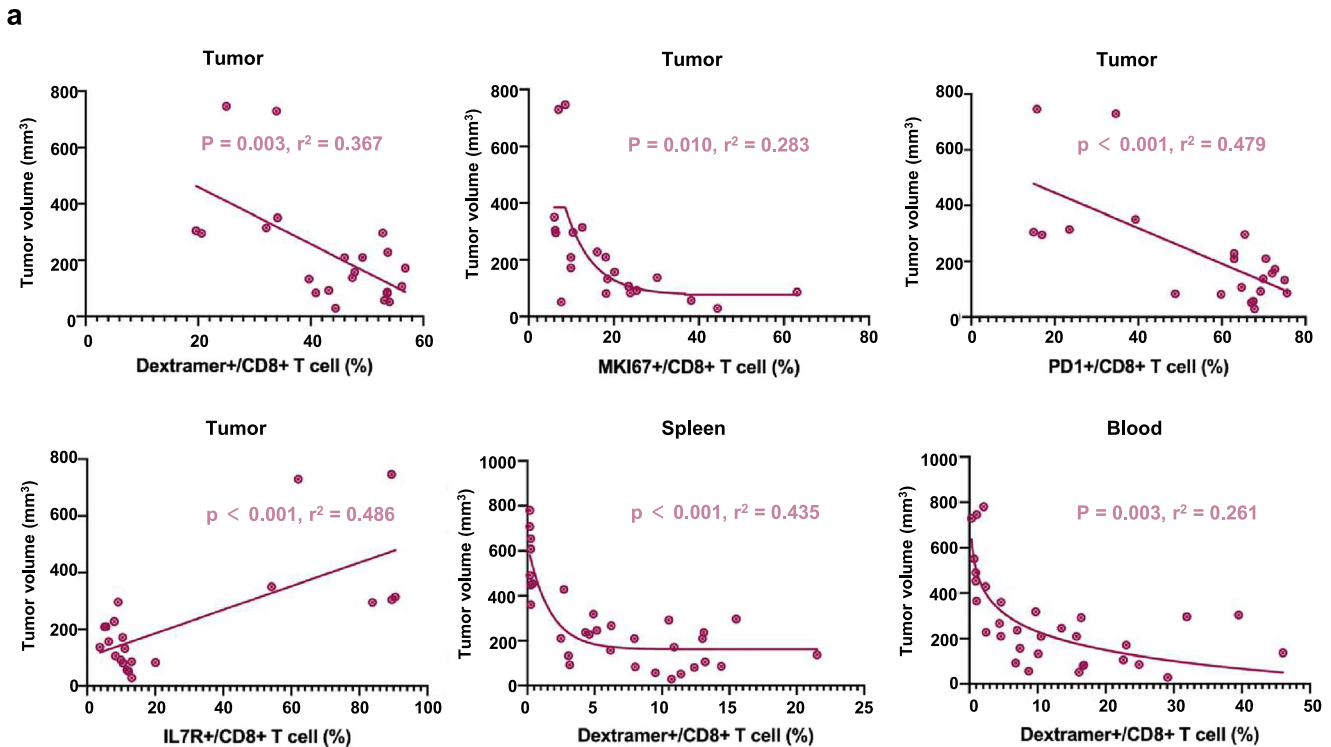 a
Tumor
Tumor volume (mm³)
800
600
400
200
0
P = 0.003, r² = 0.367
0 20 40 60
Dextramer+/CD8+ T cell (%)
Tumor
Tumor volume (mm³)
800
600
400
200
0
P = 0.010, r² = 0.283
0 20 40 60 80
MKI67+/CD8+ T cell (%)
Tumor
Tumor volume (mm³)
800
600
400
200
0
p < 0.001, r² = 0.479
0 20 40 60 80
PD1+/CD8+ T cell (%)
Tumor
Tumor volume (mm³)
800
600
400
200
0
p < 0.001, r² = 0.486
0 20 40 60 80 100
IL7R+/CD8+ T cell (%)
Spleen
Tumor volume (mm³)
1000
800
600
400
200
0
p < 0.001, r² = 0.435
0 5 10 15 20 25
Dextramer+/CD8+ T cell (%)
Blood
Tumor volume (mm³)
1000
800
600
400
200
0
P = 0.003, r² = 0.261
0 10 20 30 40 50
Dextramer+/CD8+ T cell (%)